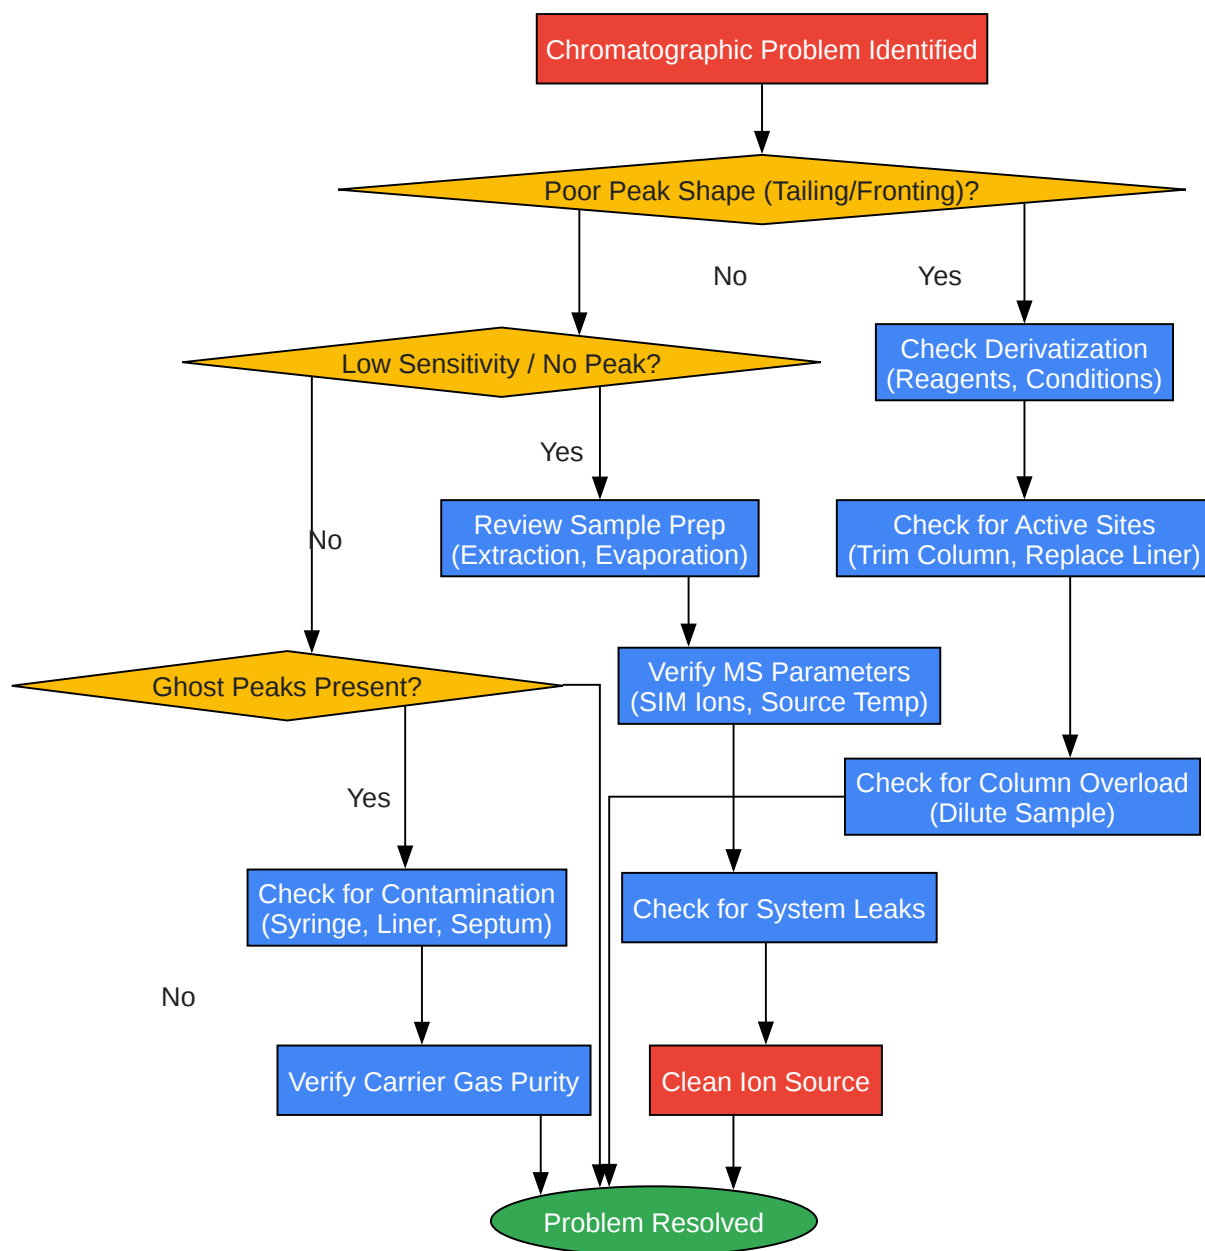 Chromatographic Problem Identified
Poor Peak Shape (Tailing/Fronting)?
No
Yes
Low Sensitivity / No Peak?
Check Derivatization
(Reagents, Conditions)
Yes
No
Review Sample Prep
(Extraction, Evaporation)
Check for Active Sites
(Trim Column, Replace Liner)
Ghost Peaks Present?
Verify MS Parameters
(SIM Ions, Source Temp)
Yes
Check for Column Overload
(Dilute Sample)
Check for Contamination
(Syringe, Liner, Septum)
Check for System Leaks
No
Verify Carrier Gas Purity
Clean Ion Source
Problem Resolved